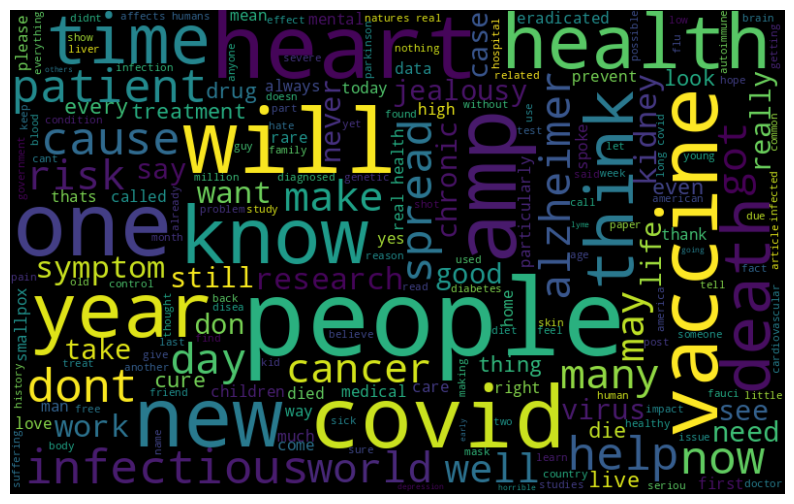 please
everything
didnt
affects humans
mean
effect
mental
natures real
nothing
case
eradicated
possible
low
flu
brain
getting
autoimmune
show
liver
time
heart
health
others
infection
severe
anyone
parkinson
hospital
related
patient
drug
always
doesn
today
data
prevent
look
every
treatment
never
jealousy
keep
blood
condition
part
hate
yet
found
without
use
test
cause
will
rare
guy
family
high
spread
chronic
amp
particularly
alzheimer
spoke
said
week
call
think
kidney
let
long covid
young
common
really
got
vaccine
death
government
cant
risk
say
million
diagnosed
genetic
shot
even
american
infected
article
due
thats
called
want
make
problem
study
real health
one
know
already
month
yes
reason
paper
age
life
thank
going
lyme
fact
tell
symptom
still
research
used
good
pain
old
control
back
read
diabetes
home
diet
feel
america
may
post
someone
cardiovascular
smallpox
year
don
thought
disea
people
skin
take
last
find
believe
day
cancer
thing
many
history
dont
treat
give
another
cure
kid
making
right
fauci
little
children
died
medical
care
virus
human
impact
see
man
free
friend
way
love
work
new
much
come
sick
covid
die
healthy
issue
need
suffering
body
name
sure
early
two
mask
help
now
infectious
world
well
learn
country
studies
live
seriou
first
doctor
depression
horrible
hope